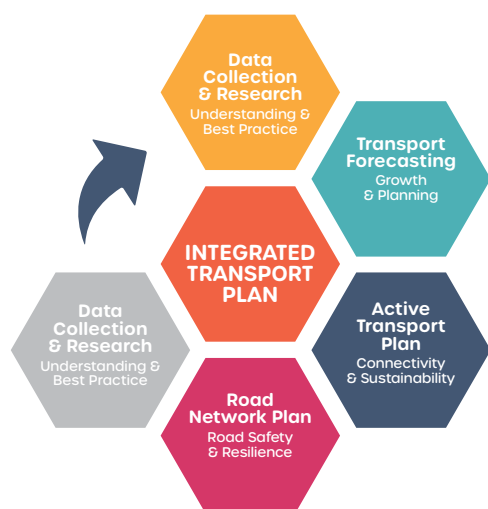 Data
Collection
& Research
Understanding &
Best Practice
Transport
Forecasting
Growth
& Planning
INTEGRATED
TRANSPORT
PLAN
Active
Transport
Plan
Connectivity
& Sustainability
Data
Collection
& Research
Understanding &
Best Practice
Road
Network Plan
Road Safety
& Resilience